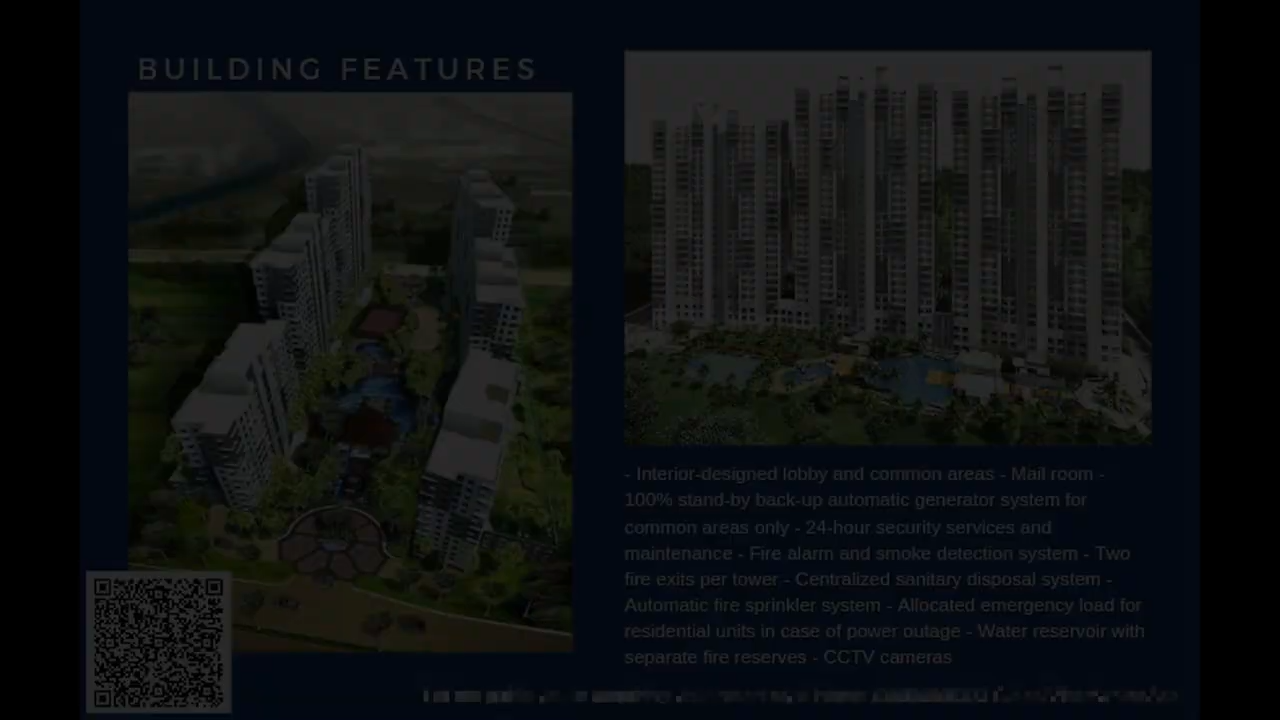 BUILDING FEATURES
- Interior-designed lobby and common areas - Mail room -
100% stand-by back-up automatic generator system for
common areas only - 24-hour security services and
maintenance - Fire alarm and smoke detection system - Two
fire exits per tower - Centralized sanitary disposal system -
Automatic fire sprinkler system - Allocated emergency load for
residential units in case of power outage - Water reservoir with
separate fire reserves - CCTV cameras